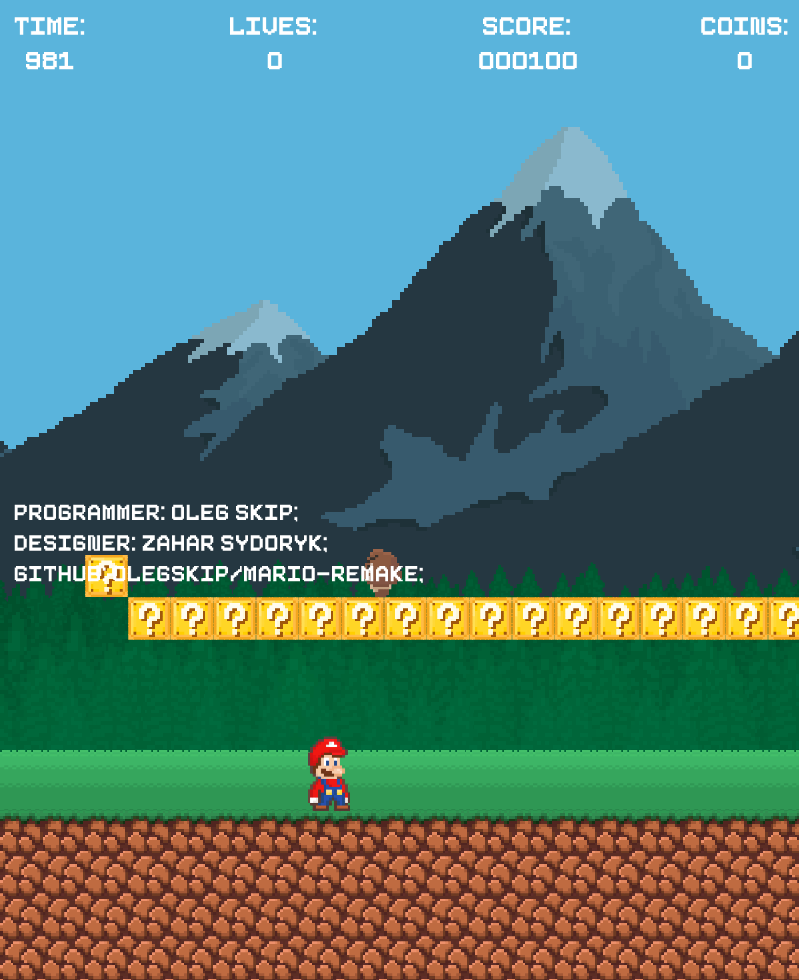 TIME: LIVES: SCORE: COINS:
981 0 000100 0
PROGRAMMER: OLEG SKIP;
DESIGNER: ZAHAR SYDORYK;
GITHUB: OLEGSKIP/MARIO-REMAKE;
? 
? ? ? ? ? ? ? ? ? ? ? ? ? ? ? ?